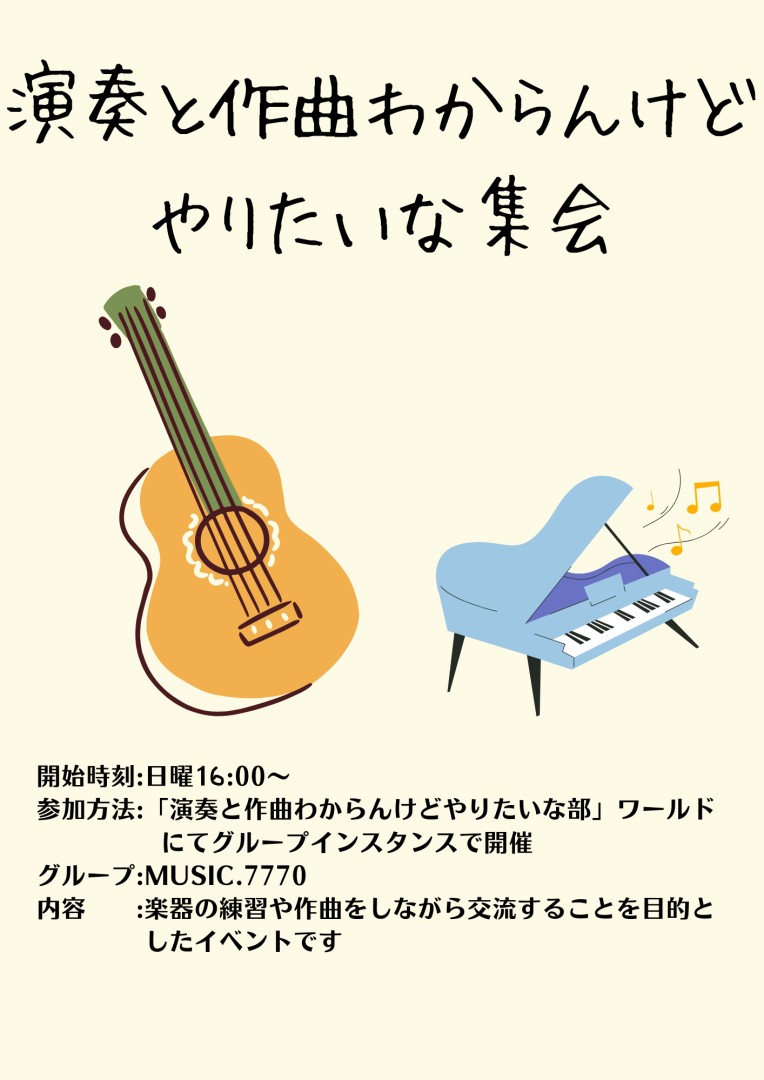 演奏と作曲わからんけど
やりたいな集会
開始時刻:日曜16:00〜
参加方法:「演奏と作曲わからんけどやりたいな部」ワールド
にてグループインスタンスで開催
グループ:MUSIC.7770
内容　　:楽器の練習や作曲をしながら交流することを目的と
したイベントです